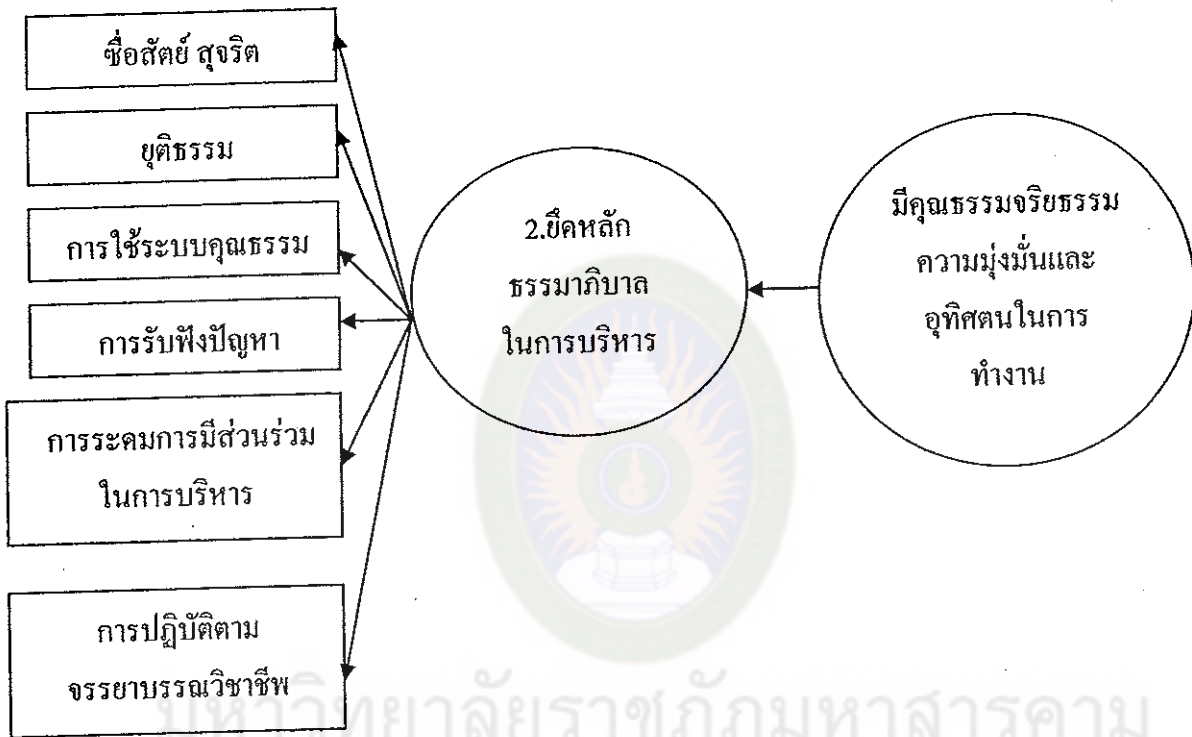 ซื่อสัตย์ สุจริต
ยุติธรรม
การใช้ระบบคุณธรรม
การรับฟังปัญหา
การระดมการมีส่วนร่วม
ในการบริหาร
การปฏิบัติตาม
จรรยาบรรณวิชาชีพ
2.ยึดหลัก
ธรรมาภิบาล
ในการบริหาร
มีคุณธรรมจริยธรรม
ความมุ่งมั่นและ
อุทิศตนในการ
ทำงาน
มหาวิทยาลัยราชภัฏมหาสารคาม